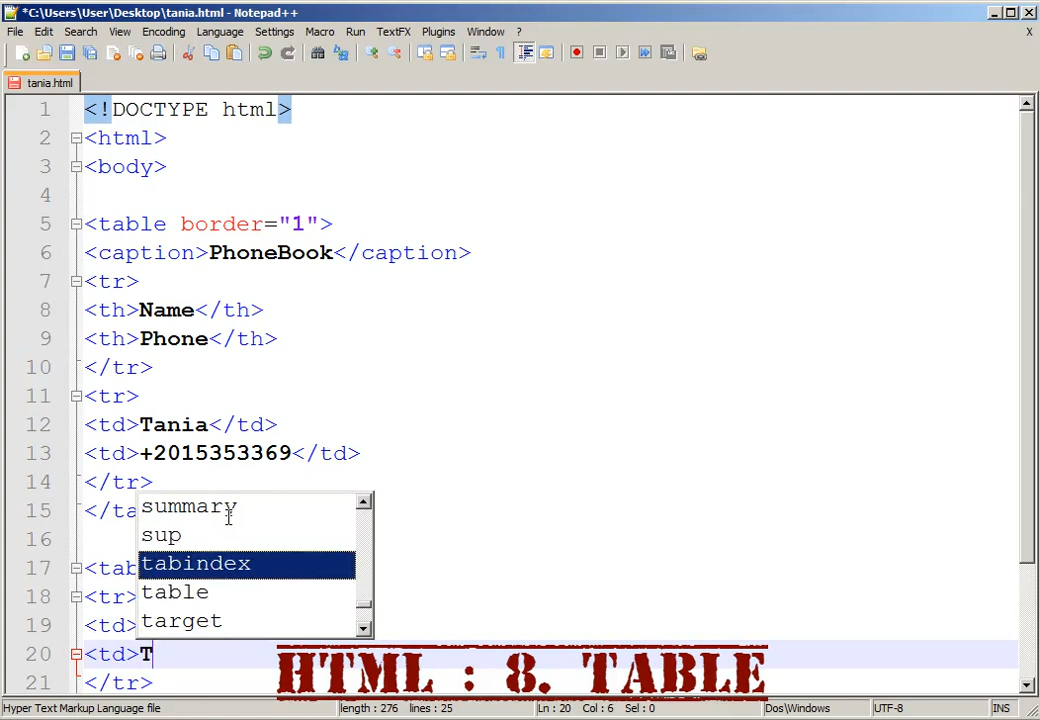 *C:\Users\User\Desktop\tania.html - Notepad++
File Edit Search View Encoding Language Settings Macro Run TextFX Plugins Window ? X
tania.html
1 <!DOCTYPE html>
2 <html>
3 <body>
4
5 <table border="1">
6 <caption>PhoneBook</caption>
7 <tr>
8 <th>Name</th>
9 <th>Phone</th>
10 </tr>
11 <tr>
12 <td>Tania</td>
13 <td>+2015353369</td>
14 </tr>
15 </ta
16
17 <tab
18 <tr>
19 <td>
20 <td>T
21 </tr>
summary
sup
tabindex
table
target
HTML : 8. TABLE
Hyper Text Markup Language file length : 276 lines : 25 Ln : 20 Col : 6 Sel : 0 Dos\Windows UTF-8 INS